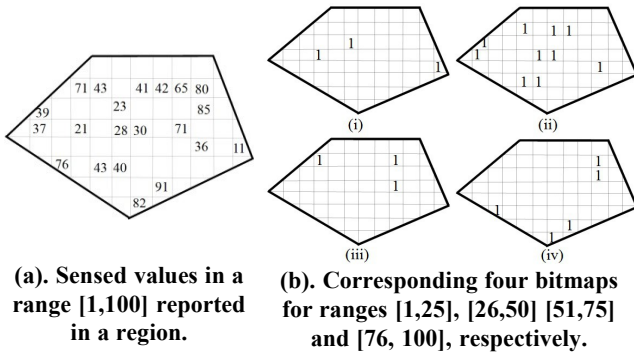 71 43 41 42 65 80
23 85
39
37 21 28 30 71
36 11
76 43 40
91
82
1
1
1
(i)
1 1 1
1
1 1 1
1
1 1
(ii)
1 1
1
(iii)
1
1
1
1
1
(iv)
(a). Sensed values in a
range [1,100] reported
in a region.
(b). Corresponding four bitmaps
for ranges [1,25], [26,50] [51,75]
and [76, 100], respectively.